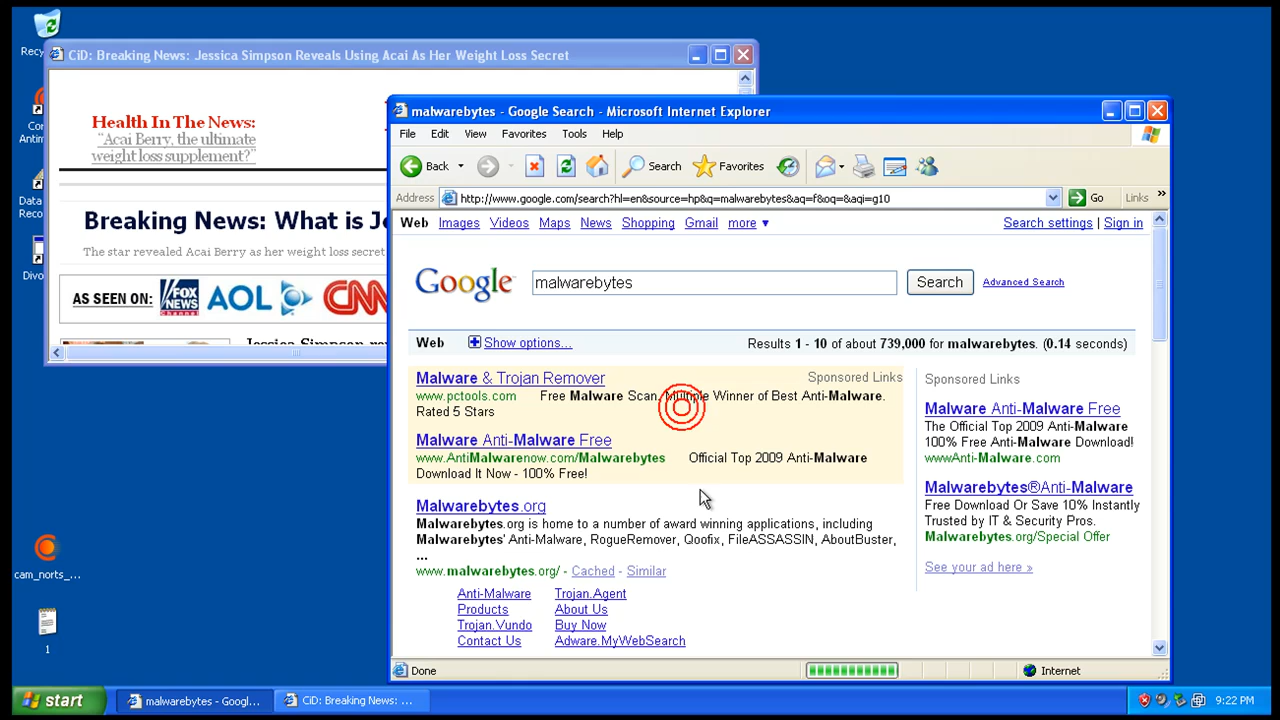 Recy
CiD: Breaking News: Jessica Simpson Reveals Using Acai As Her Weight Loss Secret
Health In The News:
"Acai Berry, the ultimate
weight loss supplement?"
Breaking News: What is Je
The star revealed Acai Berry as her weight loss secret
AS SEEN ON:
FOX
NEWS
channel
AOL
CNN
Con
Antim
Data
Reco
Divo
cam_norts_...
1
malwarebytes - Google Search - Microsoft Internet Explorer
File Edit View Favorites Tools Help
Back Search Favorites
Address http://www.google.com/search?hl=en&source=hp&q=malwarebytes&aq=f&oq=&aqi=g10 Go Links »
Web Images Videos Maps News Shopping Gmail more ▼ Search settings | Sign in
Google malwarebytes Search Advanced Search
Web Show options... Results 1 - 10 of about 739,000 for malwarebytes. (0.14 seconds)
Malware & Trojan Remover Sponsored Links
www.pctools.com Free Malware Scan. Multiple Winner of Best Anti-Malware.
Rated 5 Stars
Malware Anti-Malware Free
www.AntiMalwarenow.com/Malwarebytes Official Top 2009 Anti-Malware
Download It Now - 100% Free!
Malwarebytes.org
Malwarebytes.org is home to a number of award winning applications, including
Malwarebytes' Anti-Malware, RogueRemover, Qoofix, FileASSASSIN, AboutBuster,
...
www.malwarebytes.org/ - Cached - Similar
Anti-Malware Trojan.Agent
Products About Us
Trojan.Vundo Buy Now
Contact Us Adware.MyWebSearch
Sponsored Links
Malware Anti-Malware Free
The Official Top 2009 Anti-Malware
100% Free Anti-Malware Download!
wwwAnti-Malware.com
Malwarebytes®Anti-Malware
Free Download Or Save 10% Instantly
Trusted by IT & Security Pros.
Malwarebytes.org/Special Offer
See your ad here »
Done Internet
start malwarebytes - Googl... CiD: Breaking News: ... 9:22 PM